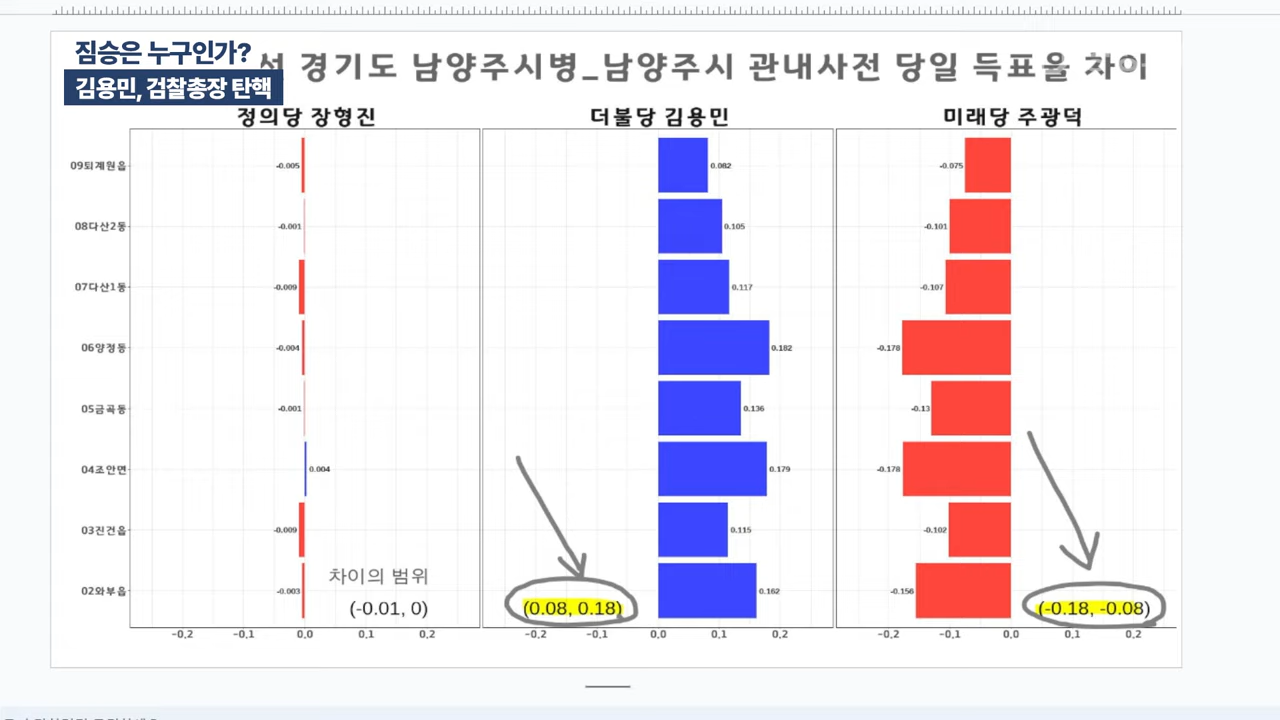 짐승은 누구인가?
김용민, 검찰총장 탄핵
선 경기도 남양주시병_남양주시 관내사전 당일 득표율 차이
정의당 장형진 더불당 김용민 미래당 주광덕
09퇴계원읍 -0.005 0.082 -0.075
08다산2동 -0.001 0.105 -0.101
07다산1동 -0.009 0.117 -0.107
06양정동 -0.004 0.182 -0.178
05금곡동 -0.001 0.136 -0.13
04조안면 0.004 0.179 -0.178
03진건읍 -0.009 0.115 -0.102
02와부읍 -0.003 0.162 -0.156
차이의 범위
(-0.01, 0) (0.08, 0.18) (-0.18, -0.08)
-0.2 -0.1 0.0 0.1 0.2 -0.2 -0.1 0.0 0.1 0.2 -0.2 -0.1 0.0 0.1 0.2